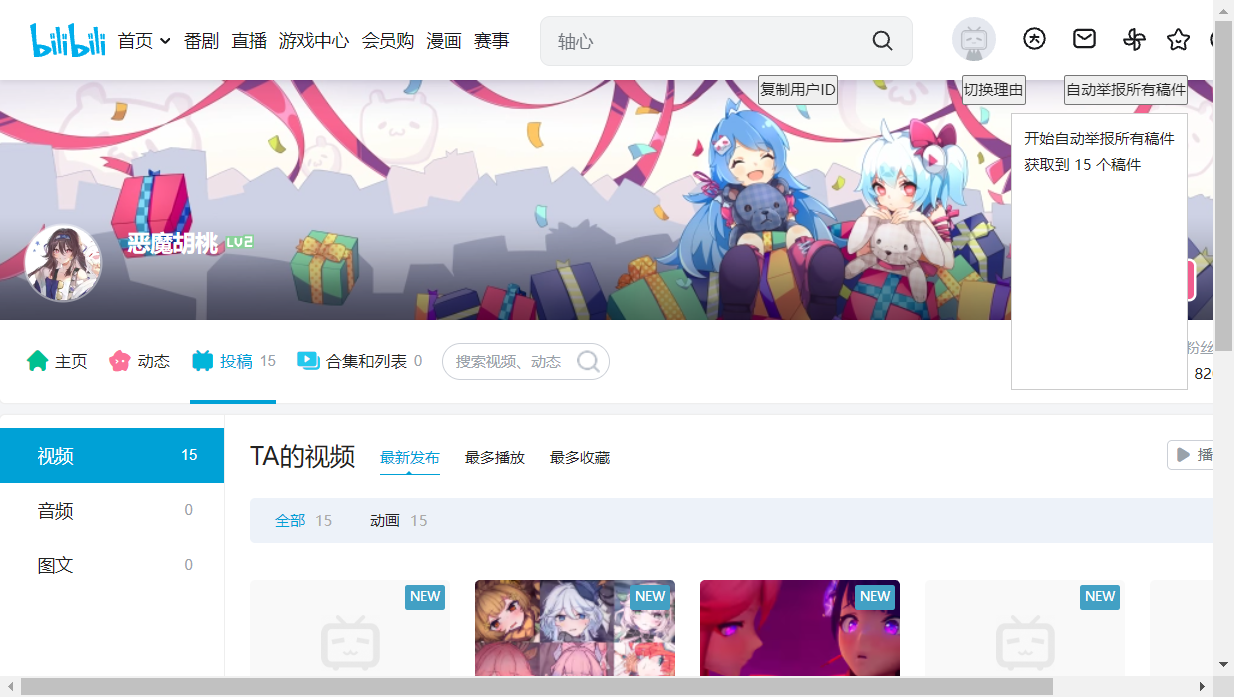 bilibili 首页 番剧 直播 游戏中心 会员购 漫画 赛事 轴心
复制用户ID 切换理由 自动举报所有稿件
开始自动举报所有稿件
获取到 15 个稿件
恶魔胡桃 LV2
主页 动态 投稿 15 合集和列表 0 搜索视频、动态 粉丝
82
视频 15
音频 0
图文 0
TA的视频 最新发布 最多播放 最多收藏 播
全部 15 动画 15
NEW NEW NEW NEW